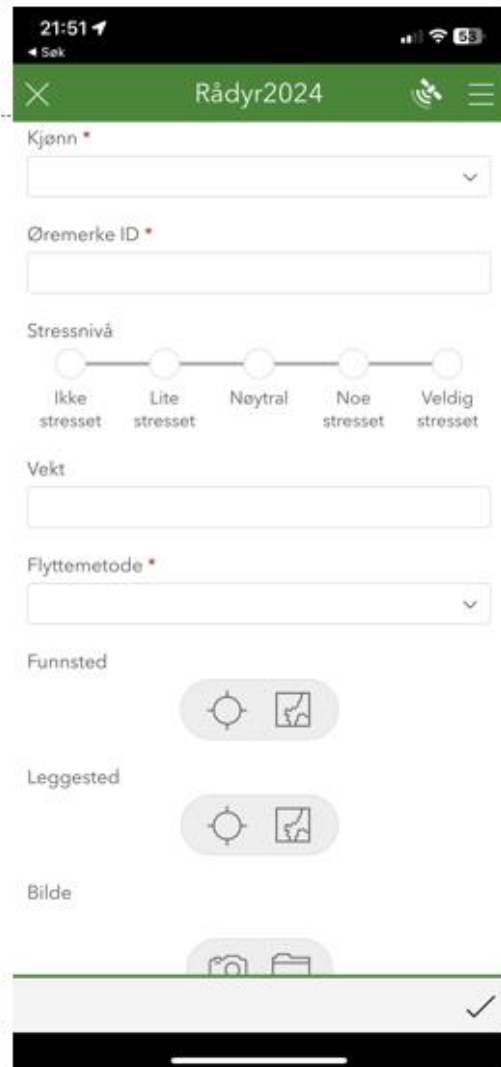 21:51
◄ Søk
53
Rådyr2024
Kjønn *
Øremerke ID *
Stressnivå
Ikke stresset
Lite stresset
Nøytral
Noe stresset
Veldig stresset
Vekt
Flyttemetode *
Funnsted
Leggested
Bilde